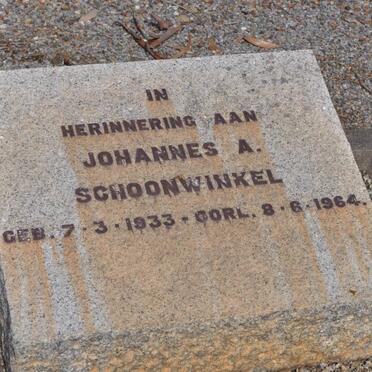 IN
HERINNERING AAN
JOHANNES A.
SCHOONWINKEL
GEB. 7·3·1933 - OORL. 8·6·1964.